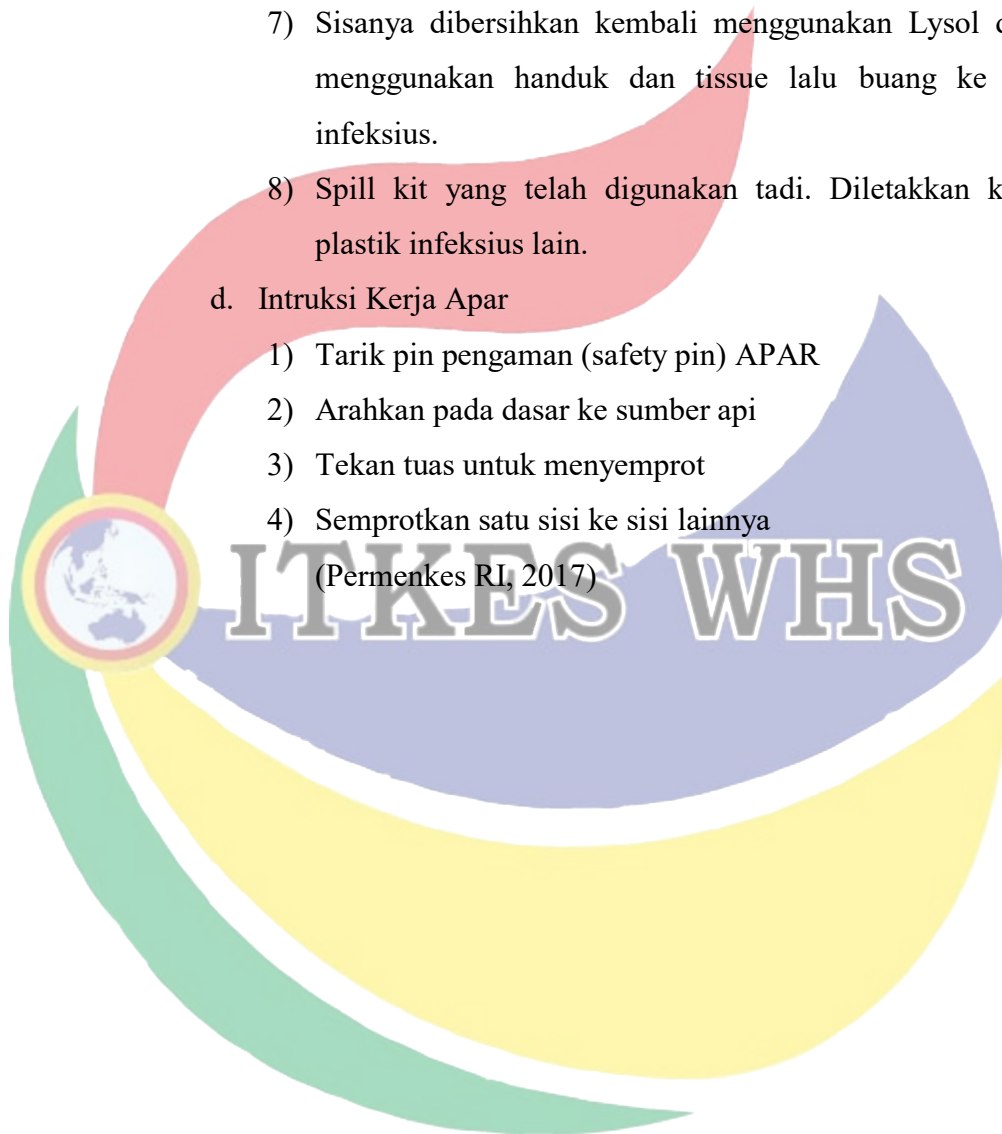 7) Sisanya dibersihkan kembali menggunakan Lysol
menggunakan handuk dan tissue lalu buang ke
infeksius.
8) Spill kit yang telah digunakan tadi. Diletakkan
plastik infeksius lain.
d. Intruksi Kerja Apar
1) Tarik pin pengaman (safety pin) APAR
2) Arahkan pada dasar ke sumber api
3) Tekan tuas untuk menyemprot
4) Semprotkan satu sisi ke sisi lainnya
(Permenkes RI, 2017)
ITKES WHS